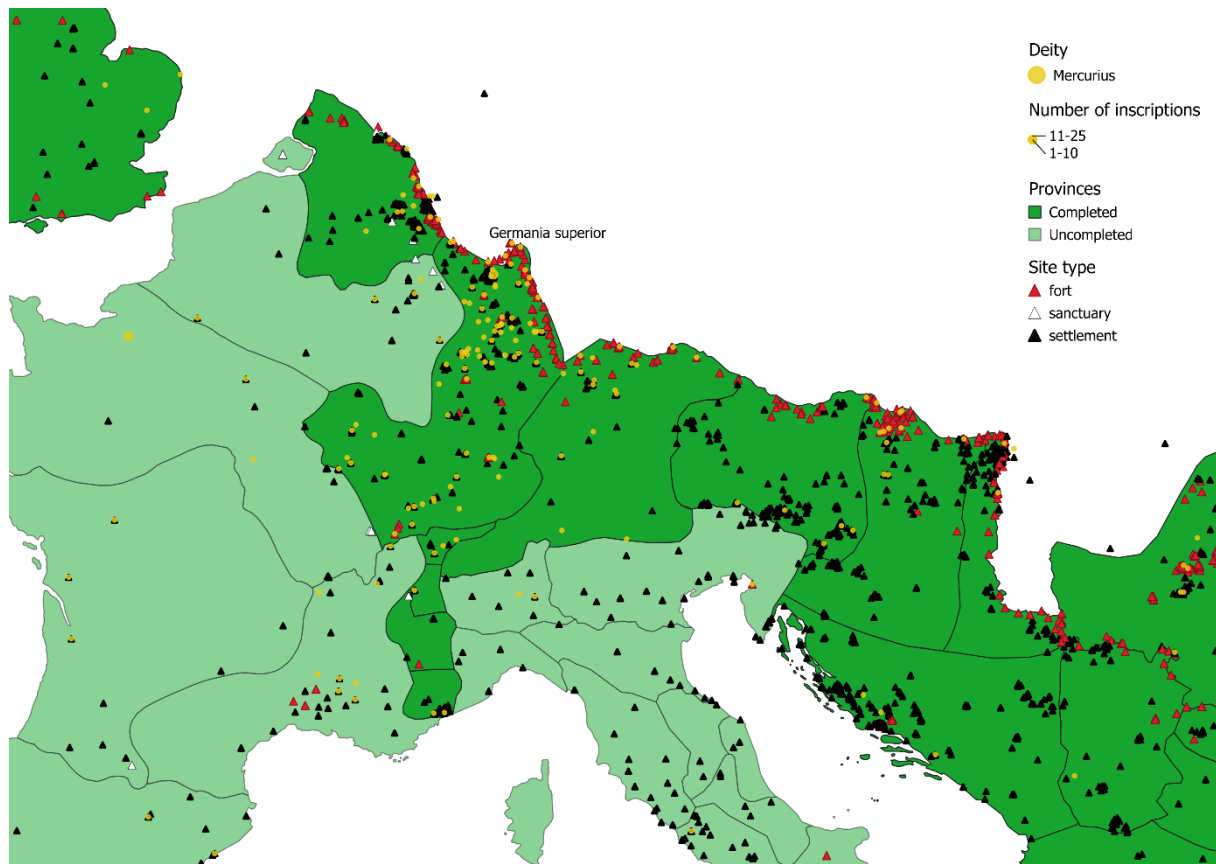 Deity
Mercurius
Number of inscriptions
11-25
1-10
Provinces
Completed
Uncompleted
Site type
fort
sanctuary
settlement
Germania superior